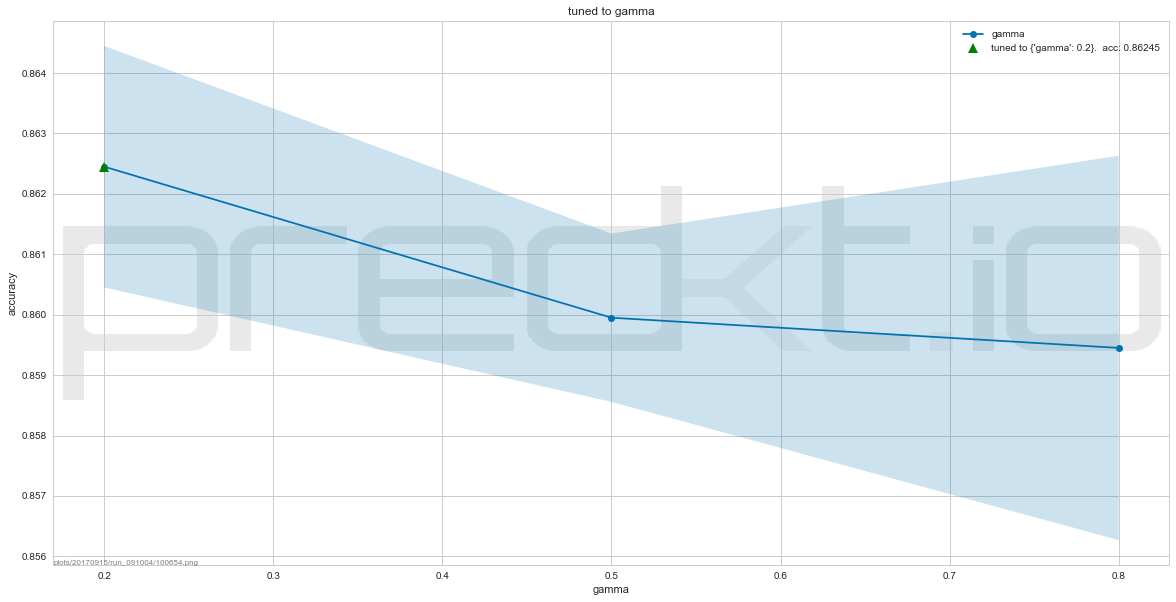 tuned to gamma
gamma
tuned to {'gamma': 0.2}.  acc: 0.86245
0.864
0.863
0.862
0.861
0.860
0.859
0.858
0.857
0.856
accuracy
predkt.io
plots/20170915/run_091004/100654.png
0.2 0.3 0.4 0.5 0.6 0.7 0.8
gamma